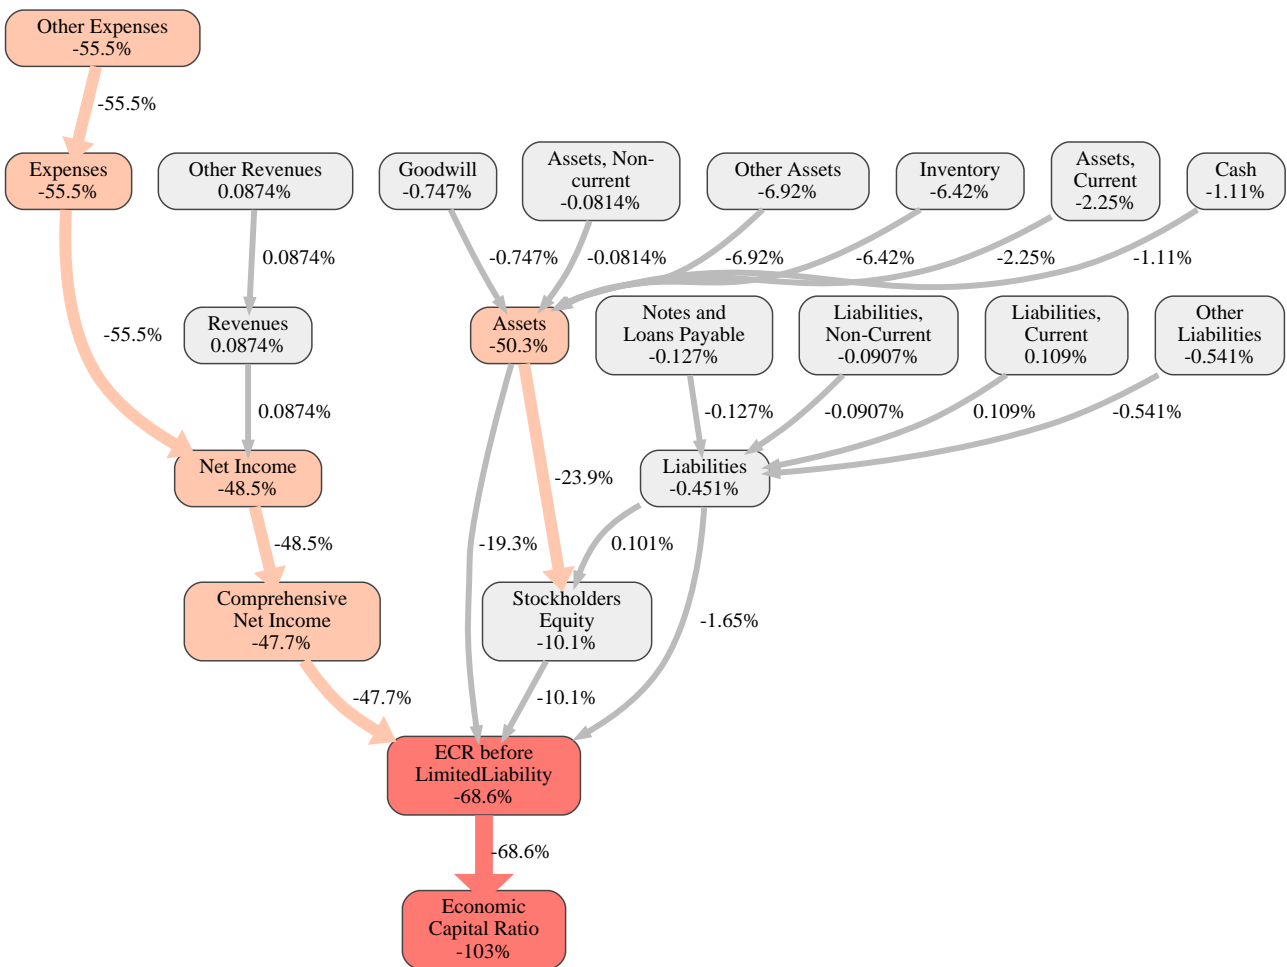 Other Expenses
-55.5%
-55.5%
Expenses
-55.5%
Other Revenues
0.0874%
Goodwill
-0.747%
Assets, Non-
current
-0.0814%
Other Assets
-6.92%
Inventory
-6.42%
Assets,
Current
-2.25%
Cash
-1.11%
0.0874%
-0.747%
-0.0814%
-6.92%
-6.42%
-2.25%
-1.11%
-55.5%
Revenues
0.0874%
Assets
-50.3%
Notes and
Loans Payable
-0.127%
Liabilities,
Non-Current
-0.0907%
Liabilities,
Current
0.109%
Other
Liabilities
-0.541%
0.0874%
-0.127%
-0.0907%
0.109%
-0.541%
Net Income
-48.5%
-23.9%
Liabilities
-0.451%
-48.5%
-19.3%
0.101%
Comprehensive
Net Income
-47.7%
Stockholders
Equity
-10.1%
-1.65%
-47.7%
-10.1%
ECR before
LimitedLiability
-68.6%
-68.6%
Economic
Capital Ratio
-103%